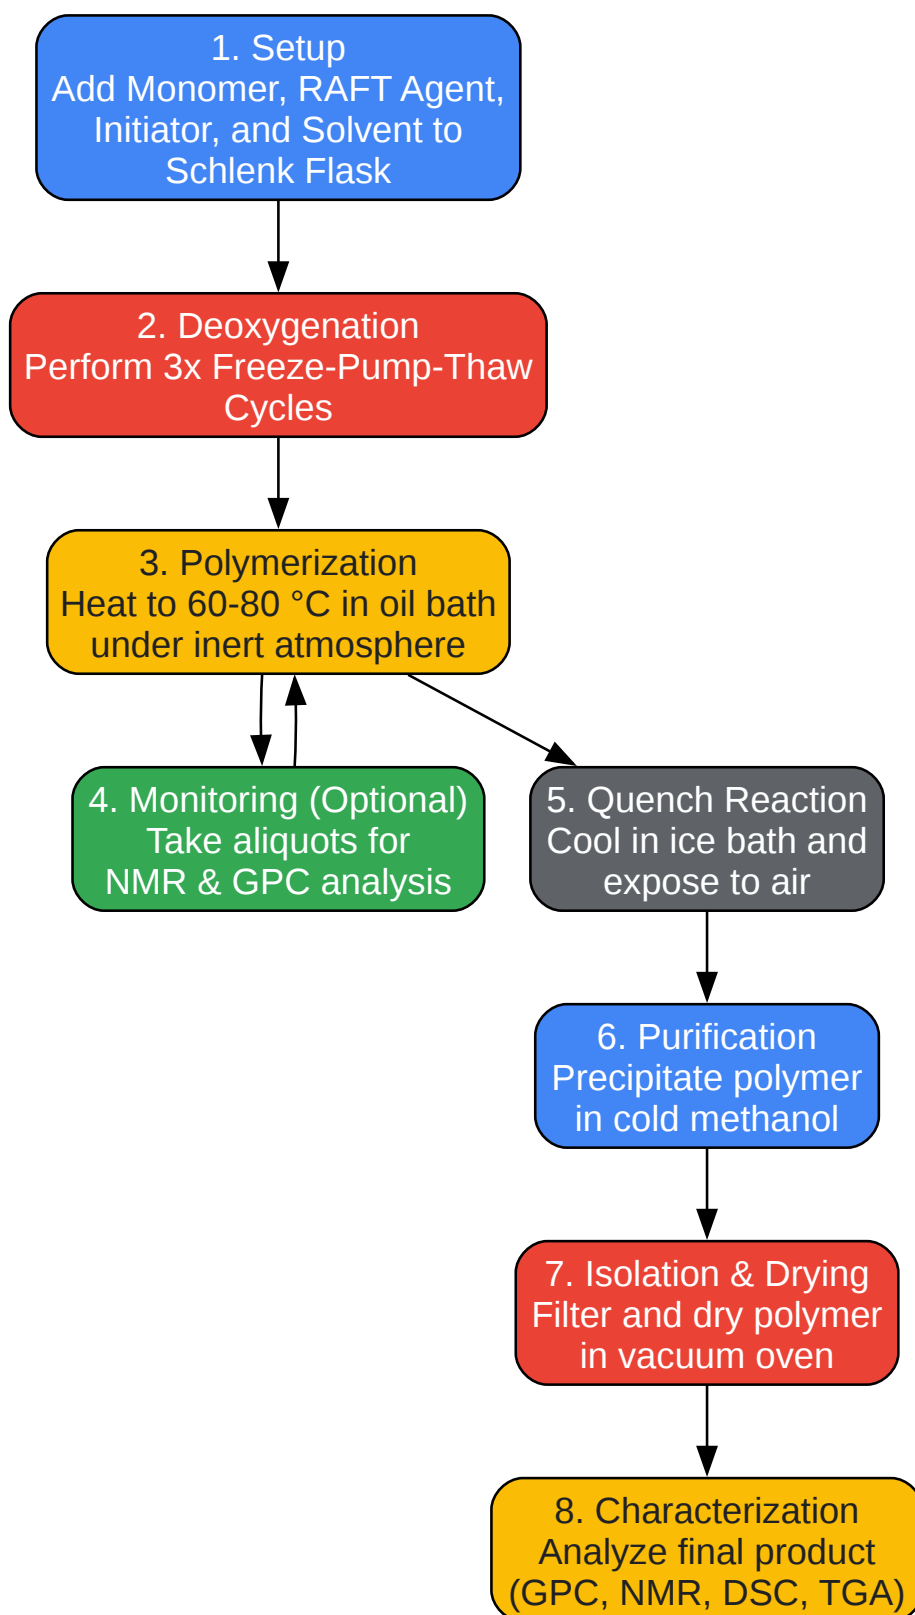 1. Setup
Add Monomer, RAFT Agent,
Initiator, and Solvent to
Schlenk Flask
2. Deoxygenation
Perform 3x Freeze-Pump-Thaw
Cycles
3. Polymerization
Heat to 60-80 °C in oil bath
under inert atmosphere
4. Monitoring (Optional)
Take aliquots for
NMR & GPC analysis
5. Quench Reaction
Cool in ice bath and
expose to air
6. Purification
Precipitate polymer
in cold methanol
7. Isolation & Drying
Filter and dry polymer
in vacuum oven
8. Characterization
Analyze final product
(GPC, NMR, DSC, TGA)